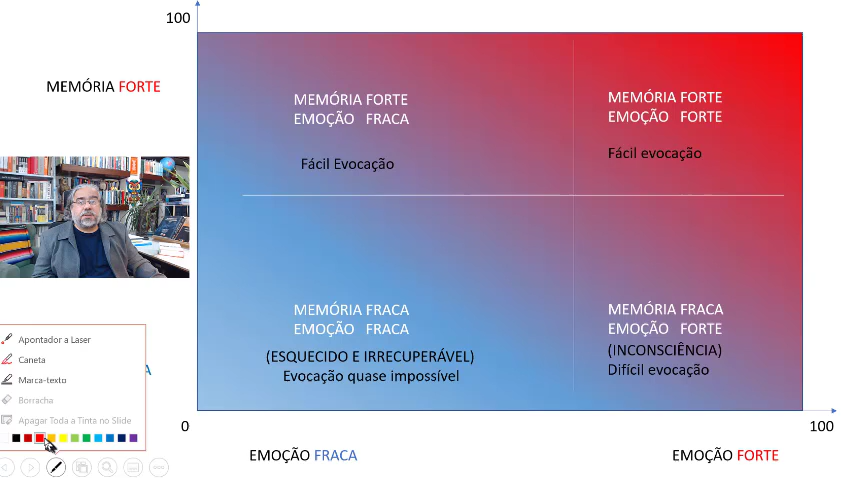 100
MEMÓRIA FORTE
MEMÓRIA FORTE
EMOÇÃO FRACA
Fácil Evocação
MEMÓRIA FORTE
EMOÇÃO FORTE
Fácil evocação
MEMÓRIA FRACA
EMOÇÃO FRACA
(ESQUECIDO E IRRECUPERÁVEL)
Evocação quase impossível
MEMÓRIA FRACA
EMOÇÃO FORTE
(INCONSCIÊNCIA)
Difícil evocação
Apontador a Laser
Caneta
Marca-texto
Borracha
Apagar Toda a Tinta no Slide
A
0
100
EMOÇÃO FRACA
EMOÇÃO FORTE